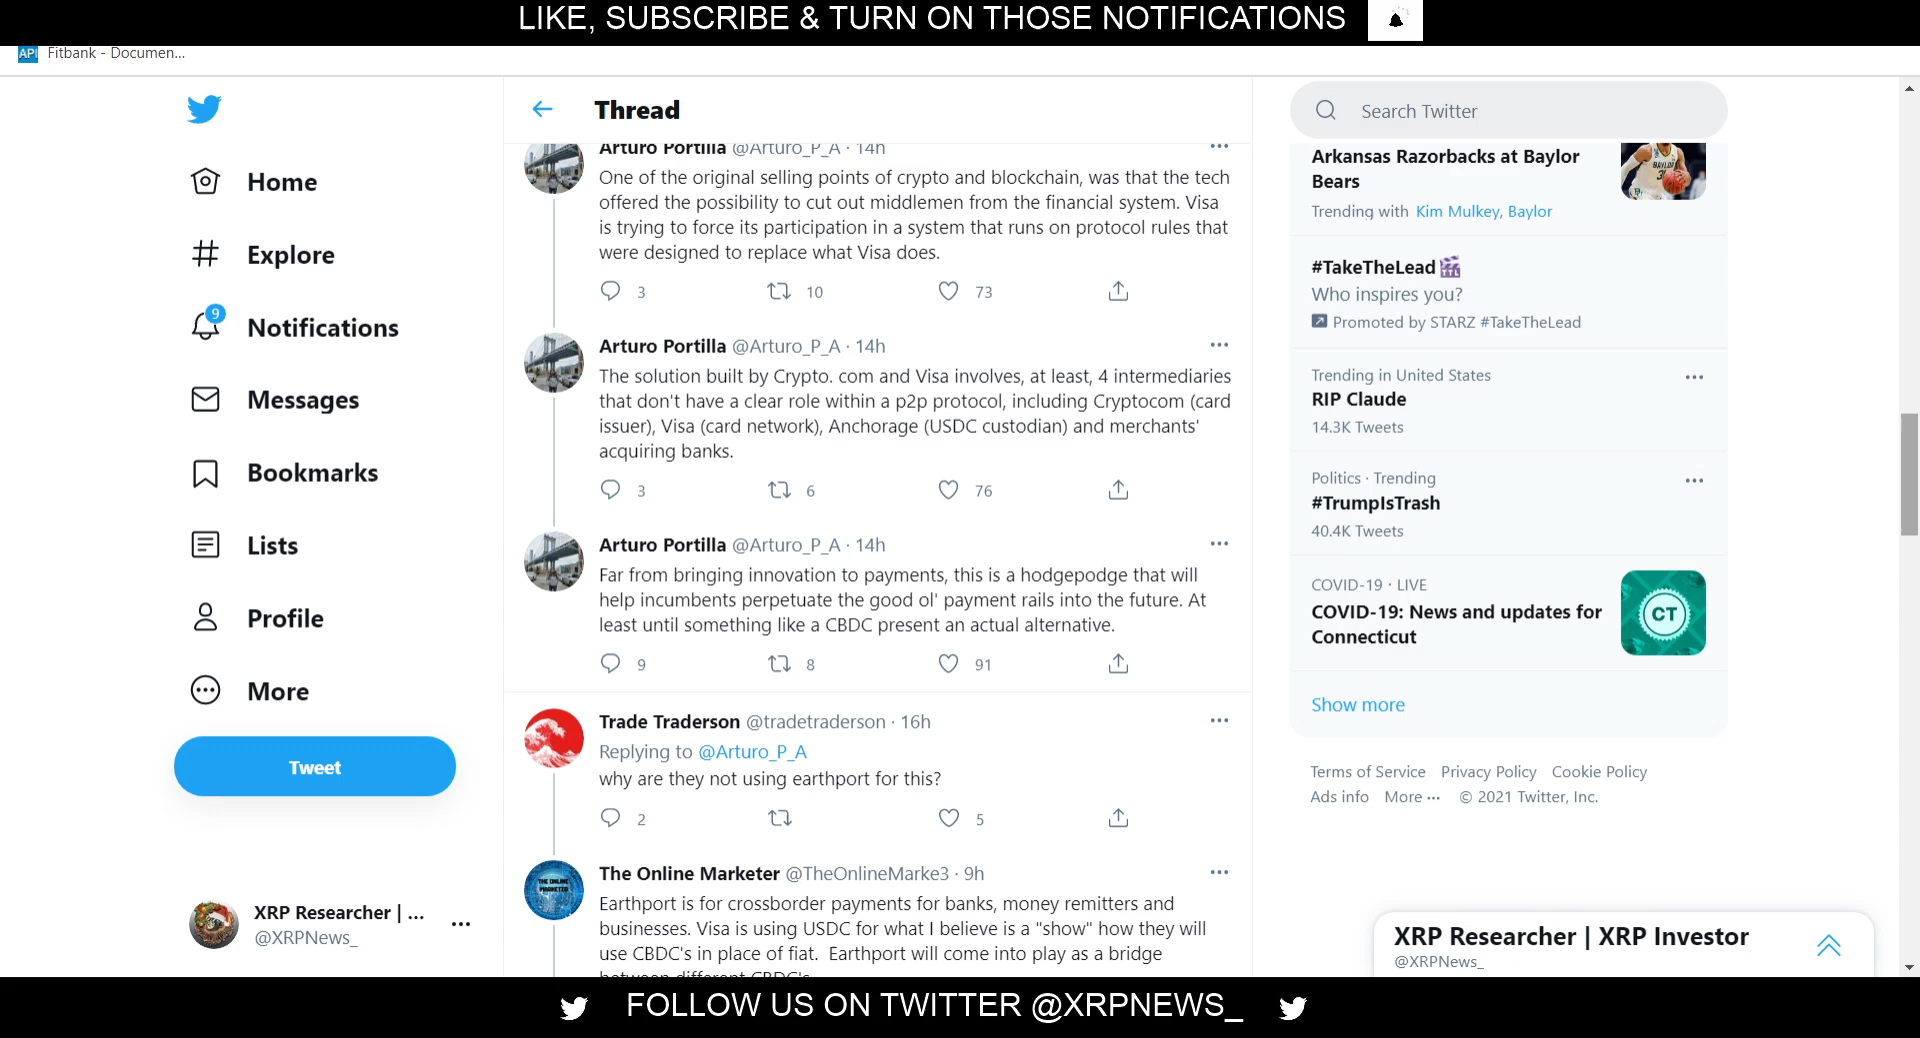 LIKE, SUBSCRIBE & TURN ON THOSE NOTIFICATIONS
API Fitbank - Documen...
Home
Explore
9
Notifications
Messages
Bookmarks
Lists
Profile
More
Tweet
XRP Researcher | ...
@XRPNews_
Thread
Arturo Portilla @Arturo_P_A · 14h
One of the original selling points of crypto and blockchain, was that the tech
offered the possibility to cut out middlemen from the financial system. Visa
is trying to force its participation in a system that runs on protocol rules that
were designed to replace what Visa does.
3 10 73
Arturo Portilla @Arturo_P_A · 14h
The solution built by Crypto. com and Visa involves, at least, 4 intermediaries
that don't have a clear role within a p2p protocol, including Cryptocom (card
issuer), Visa (card network), Anchorage (USDC custodian) and merchants'
acquiring banks.
3 6 76
Arturo Portilla @Arturo_P_A · 14h
Far from bringing innovation to payments, this is a hodgepodge that will
help incumbents perpetuate the good ol' payment rails into the future. At
least until something like a CBDC present an actual alternative.
9 8 91
Trade Traderson @tradetraderson · 16h
Replying to @Arturo_P_A
why are they not using earthport for this?
2 5
THE ONLINE
MARKETER
The Online Marketer @TheOnlineMarke3 · 9h
Earthport is for crossborder payments for banks, money remitters and
businesses. Visa is using USDC for what I believe is a "show" how they will
use CBDC's in place of fiat. Earthport will come into play as a bridge
between different CBDC's
Search Twitter
Arkansas Razorbacks at Baylor
Bears
Trending with Kim Mulkey, Baylor
#TakeTheLead
Who inspires you?
Promoted by STARZ #TakeTheLead
Trending in United States
RIP Claude
14.3K Tweets
Politics · Trending
#TrumpIsTrash
40.4K Tweets
COVID-19 · LIVE
COVID-19: News and updates for
Connecticut
CT
Show more
Terms of Service Privacy Policy Cookie Policy
Ads info More ··· © 2021 Twitter, Inc.
XRP Researcher | XRP Investor
@XRPNews_
FOLLOW US ON TWITTER @XRPNEWS_